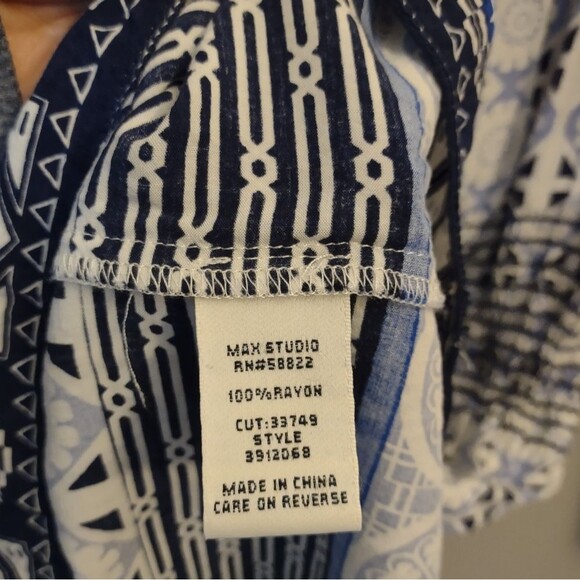 MAX STUDIO
RN#58822
100%RAYON
CUT:33749
STYLE
3912068
MADE IN CHINA
CARE ON REVERSE